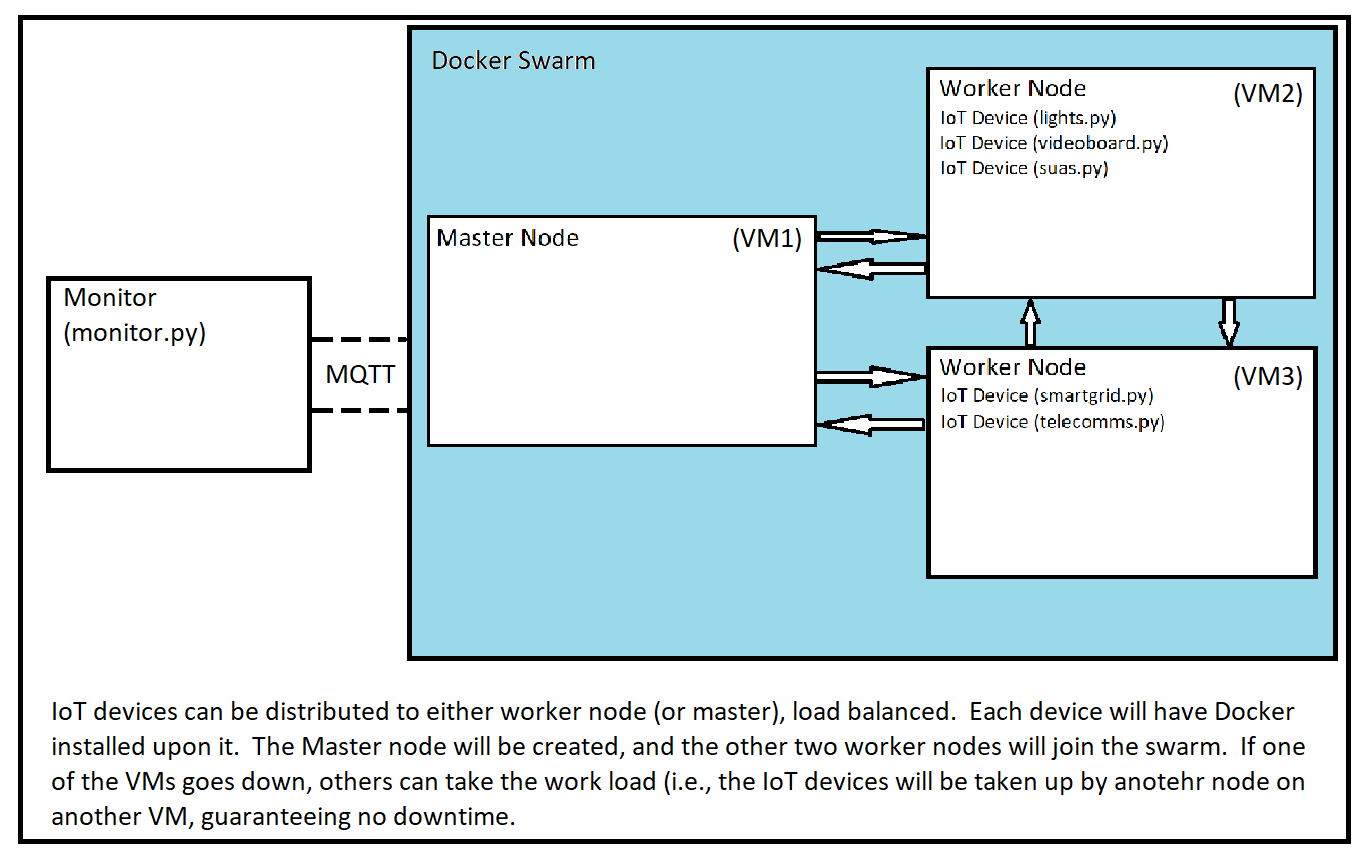 Docker Swarm
Worker Node (VM2)
IoT Device (lights.py)
IoT Device (videoboard.py)
IoT Device (suas.py)
Master Node (VM1)
Monitor
(monitor.py)
MQTT
Worker Node (VM3)
IoT Device (smartgrid.py)
IoT Device (telecomms.py)
IoT devices can be distributed to either worker node (or master), load balanced.  Each device will have Docker
installed upon it.  The Master node will be created, and the other two worker nodes will join the swarm.  If one
of the VMs goes down, others can take the work load (i.e., the IoT devices will be taken up by anotehr node on
another VM, guaranteeing no downtime.